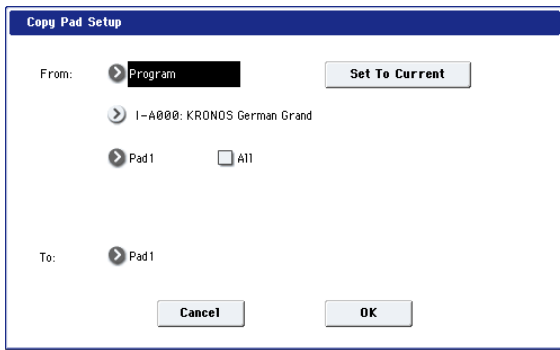 Copy Pad Setup
From: Program Set To Current
I-A000: KRONOS German Grand
Pad1 All
To: Pad1
Cancel OK